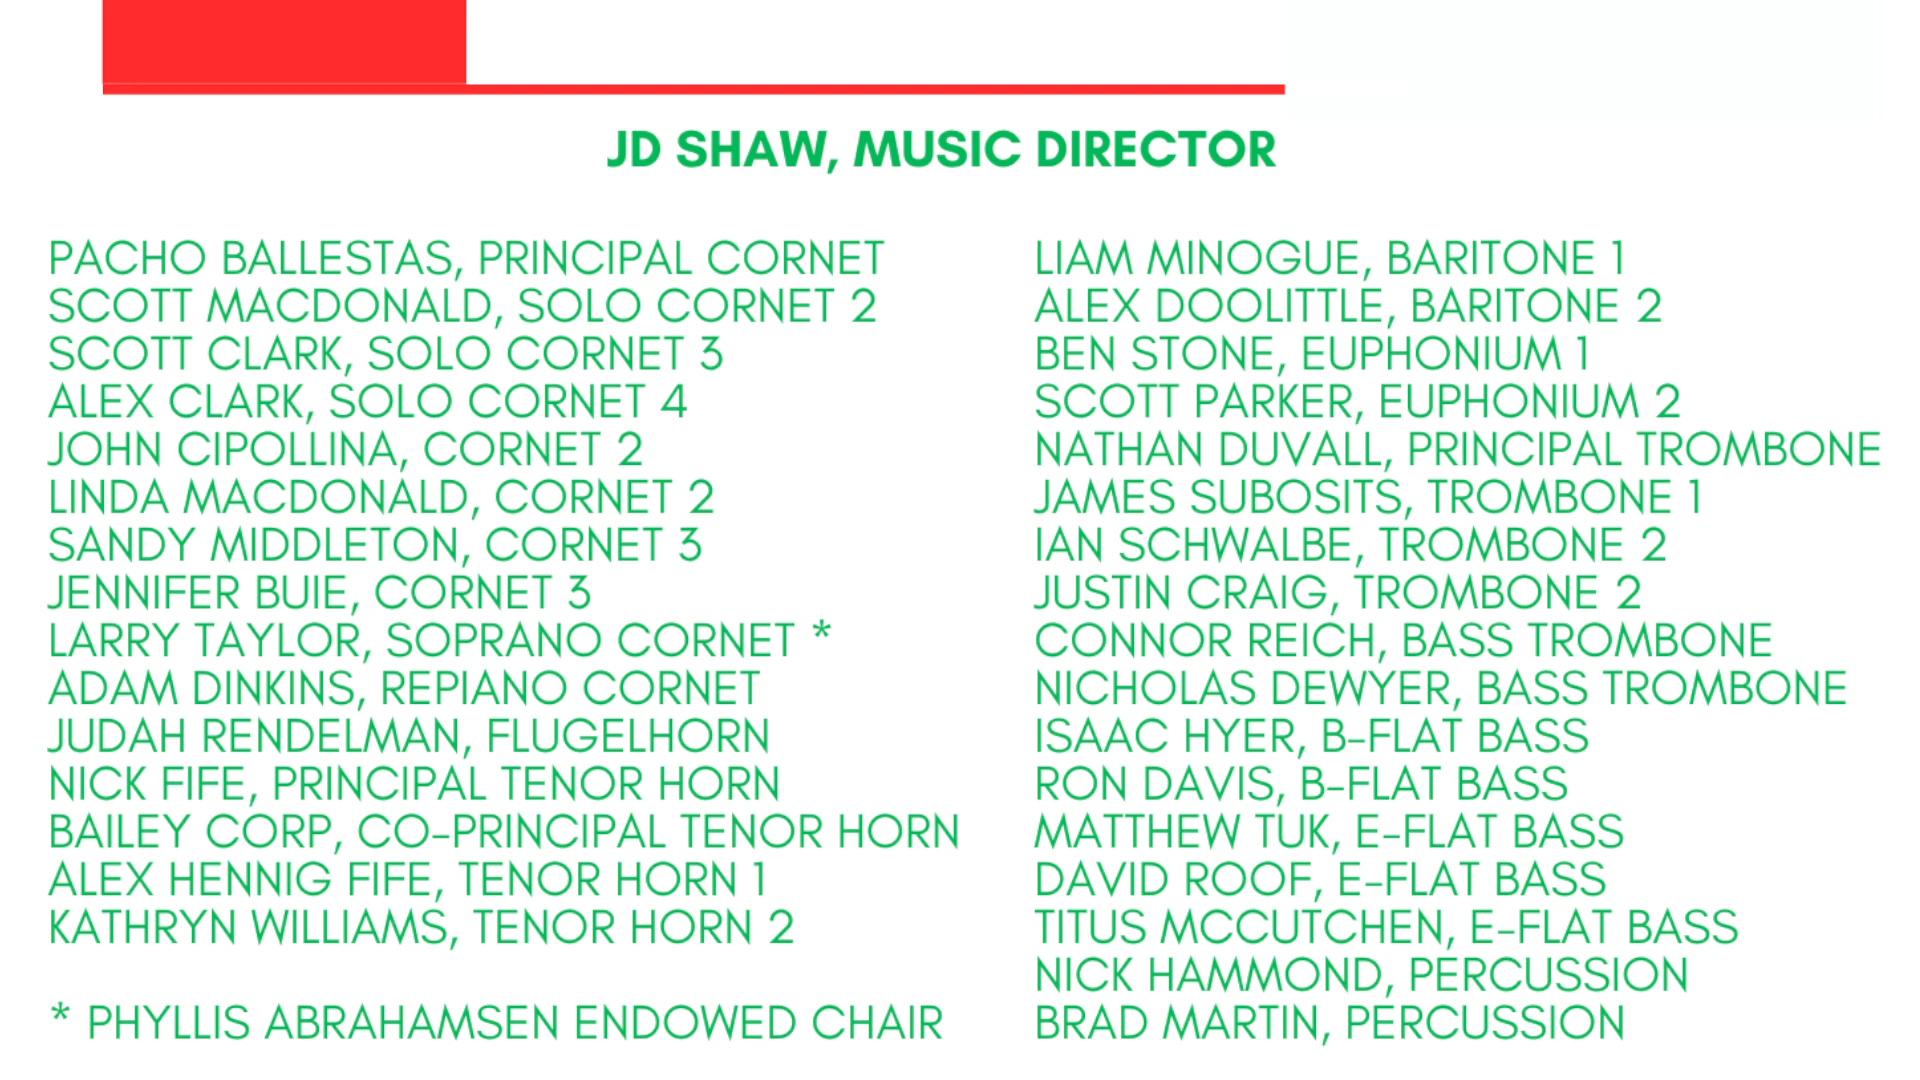 JD SHAW, MUSIC DIRECTOR
PACHO BALLESTAS, PRINCIPAL CORNET
SCOTT MACDONALD, SOLO CORNET 2
SCOTT CLARK, SOLO CORNET 3
ALEX CLARK, SOLO CORNET 4
JOHN CIPOLLINA, CORNET 2
LINDA MACDONALD, CORNET 2
SANDY MIDDLETON, CORNET 3
JENNIFER BUIE, CORNET 3
LARRY TAYLOR, SOPRANO CORNET *
ADAM DINKINS, REPIANO CORNET
JUDAH RENDELMAN, FLUGELHORN
NICK FIFE, PRINCIPAL TENOR HORN
BAILEY CORP, CO-PRINCIPAL TENOR HORN
ALEX HENNIG FIFE, TENOR HORN 1
KATHRYN WILLIAMS, TENOR HORN 2
* PHYLLIS ABRAHAMSEN ENDOWED CHAIR
LIAM MINOGUE, BARITONE 1
ALEX DOOLITTLE, BARITONE 2
BEN STONE, EUPHONIUM 1
SCOTT PARKER, EUPHONIUM 2
NATHAN DUVALL, PRINCIPAL TROMBONE
JAMES SUBOSITS, TROMBONE 1
IAN SCHWALBE, TROMBONE 2
JUSTIN CRAIG, TROMBONE 2
CONNOR REICH, BASS TROMBONE
NICHOLAS DEWYER, BASS TROMBONE
ISAAC HYER, B-FLAT BASS
RON DAVIS, B-FLAT BASS
MATTHEW TUK, E-FLAT BASS
DAVID ROOF, E-FLAT BASS
TITUS MCCUTCHEN, E-FLAT BASS
NICK HAMMOND, PERCUSSION
BRAD MARTIN, PERCUSSION